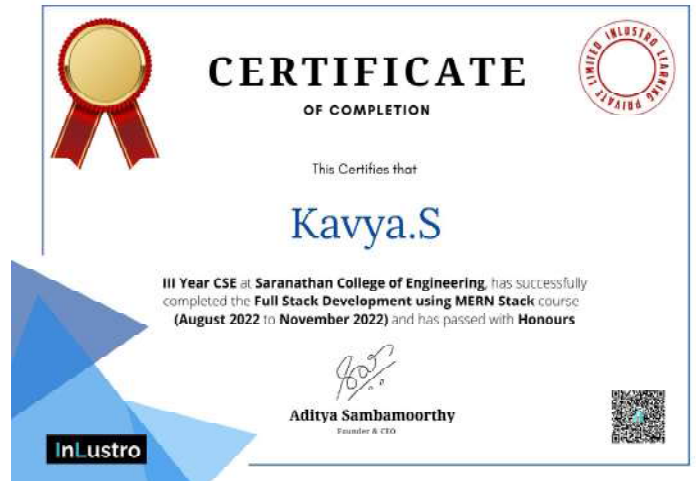 CERTIFICATE
OF COMPLETION
INLUSTRO LEARNING PRIVATE LIMITED
This Certifies that
Kavya.S
III Year CSE at Saranathan College of Engineering, has successfully
completed the Full Stack Development using MERN Stack course
(August 2022 to November 2022) and has passed with Honours
Aditya Sambamoorthy
Founder & CEO
InLustro